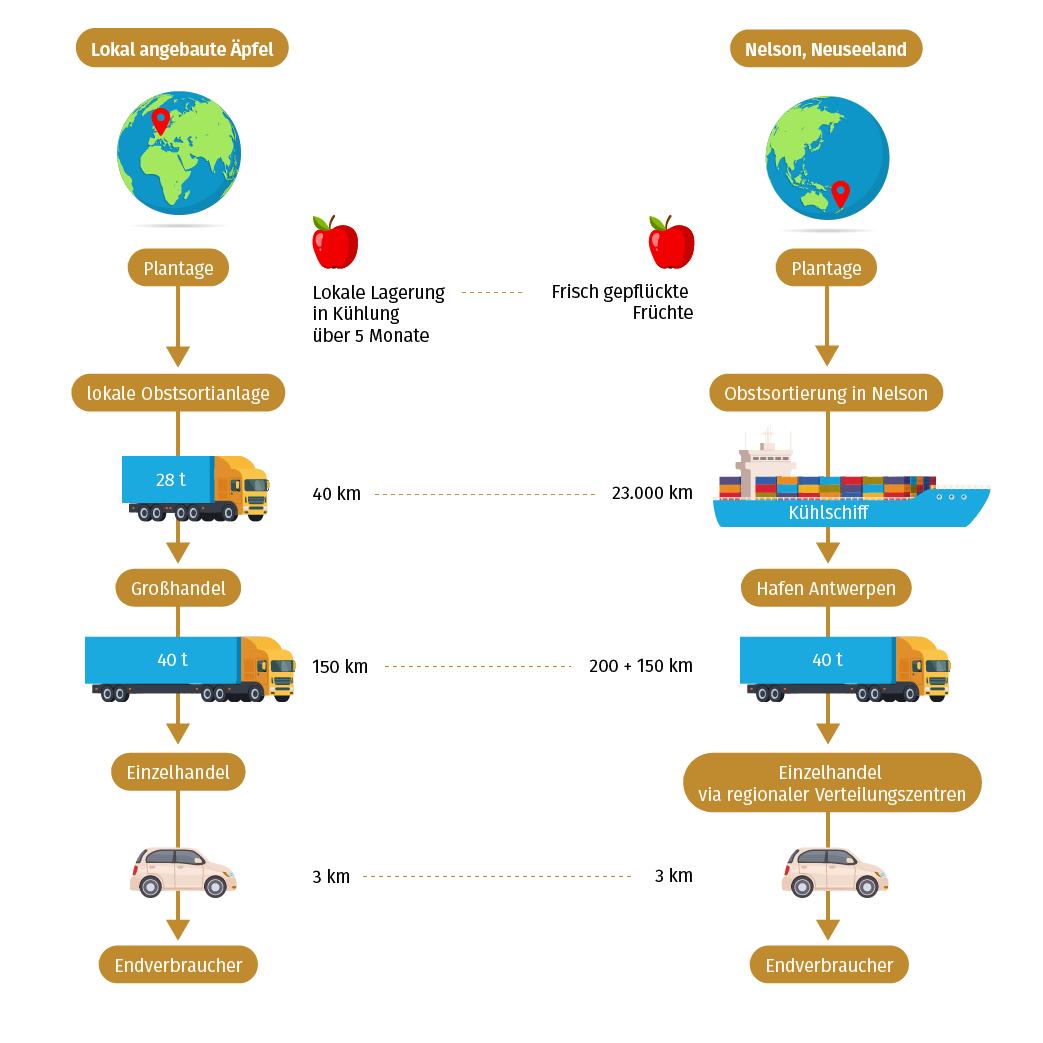 Lokal angebaute Äpfel
Nelson, Neuseeland
Plantage
Plantage
Lokale Lagerung
in Kühlung
über 5 Monate
Frisch gepflückte
Früchte
lokale Obstsortianlage
Obstsortierung in Nelson
28 t
40 km
23.000 km
Kühlschiff
Großhandel
Hafen Antwerpen
40 t
150 km
200 + 150 km
40 t
Einzelhandel
Einzelhandel
via regionaler Verteilungszentren
3 km
3 km
Endverbraucher
Endverbraucher